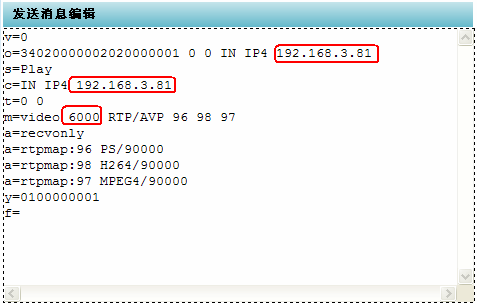 发送消息编辑
v=0
o=34020000002020000001 0 0 IN IP4 192.168.3.81
s=Play
c=IN IP4 192.168.3.81
t=0 0
m=video 6000 RTP/AVP 96 98 97
a=recvonly
a=rtpmap:96 PS/90000
a=rtpmap:98 H264/90000
a=rtpmap:97 MPEG4/90000
y=0100000001
f=